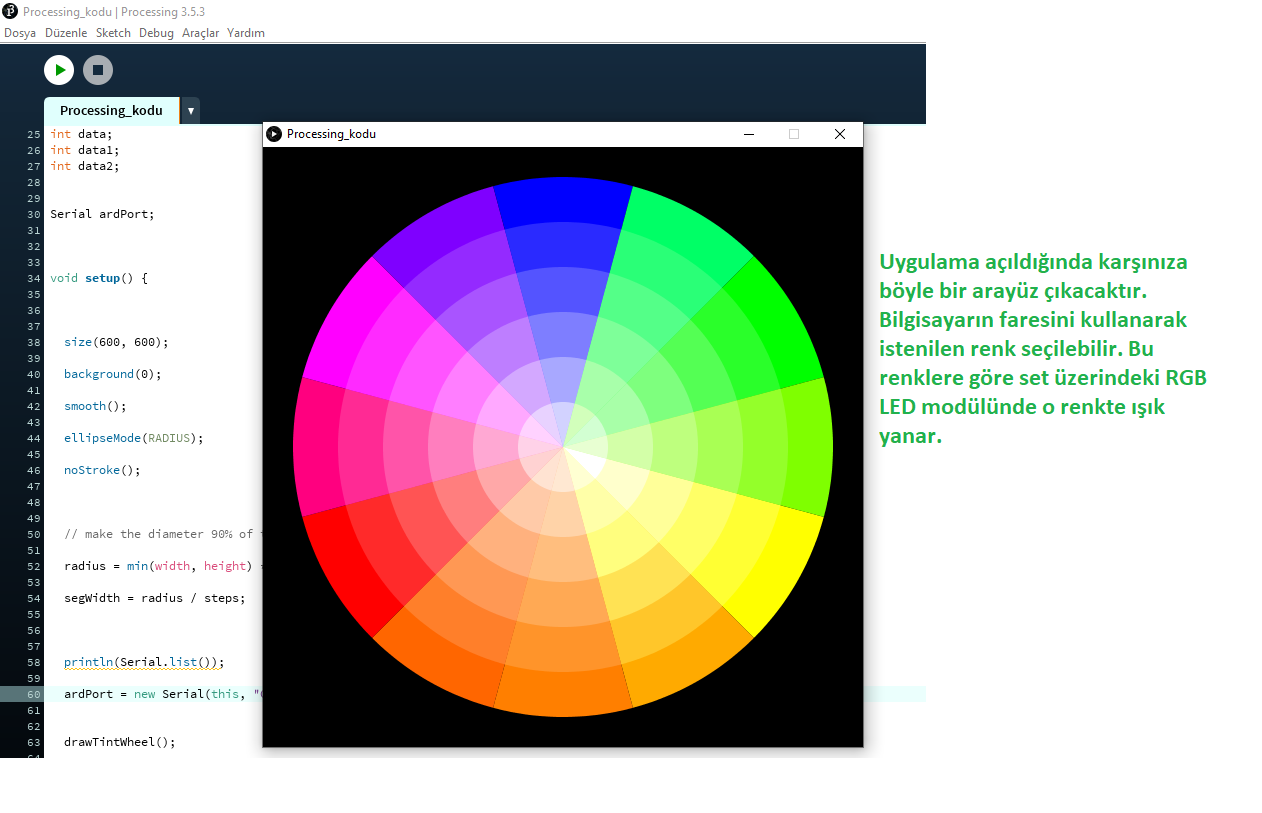 Processing_kodu | Processing 3.5.3
Dosya Düzenle Sketch Debug Araçlar Yardım
Processing_kodu
Processing_kodu
25 int data;
26 int data1;
27 int data2;
28
29
30 Serial ardPort;
31
32
33
34 void setup() {
35
36
37
38 size(600, 600);
39
40 background(0);
41
42 smooth();
43
44 ellipseMode(RADIUS);
45
46 noStroke();
47
48
49
50 // make the diameter 90% of
51
52 radius = min(width, height)
53
54 segWidth = radius / steps;
55
56
57
58 println(Serial.list());
59
60 ardPort = new Serial(this, "
61
62
63 drawTintWheel();
Uygulama açıldığında karşınıza
böyle bir arayüz çıkacaktır.
Bilgisayarın faresini kullanarak
istenilen renk seçilebilir. Bu
renklere göre set üzerindeki RGB
LED modülünde o renkte ışık
yanar.